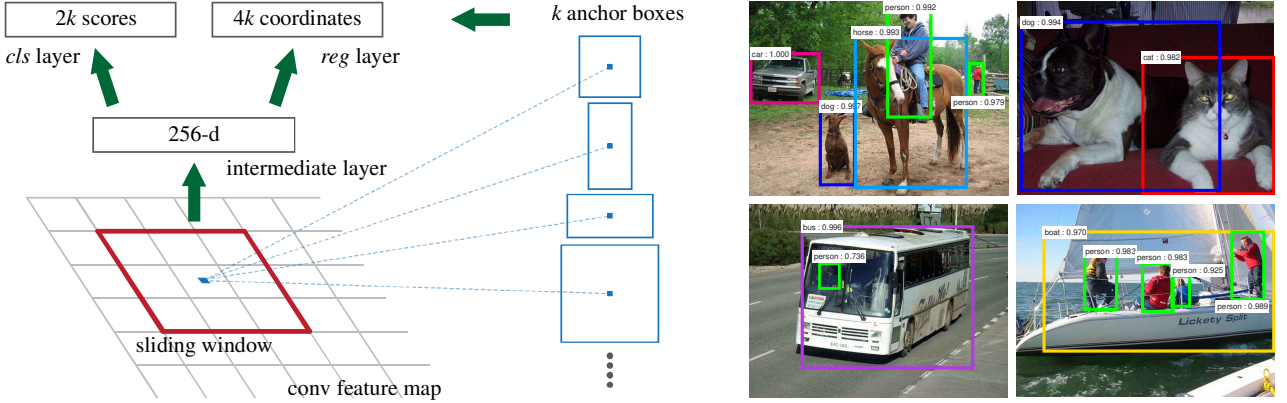 2k scores
4k coordinates
k anchor boxes
cls layer
reg layer
256-d
intermediate layer
sliding window
conv feature map
person : 0.992
horse : 0.993
car : 1.000
dog : 0.997
person : 0.979
dog : 0.994
cat : 0.982
bus : 0.996
person : 0.736
boat : 0.970
person : 0.983
person : 0.983
person : 0.925
person : 0.989
Lickety Split